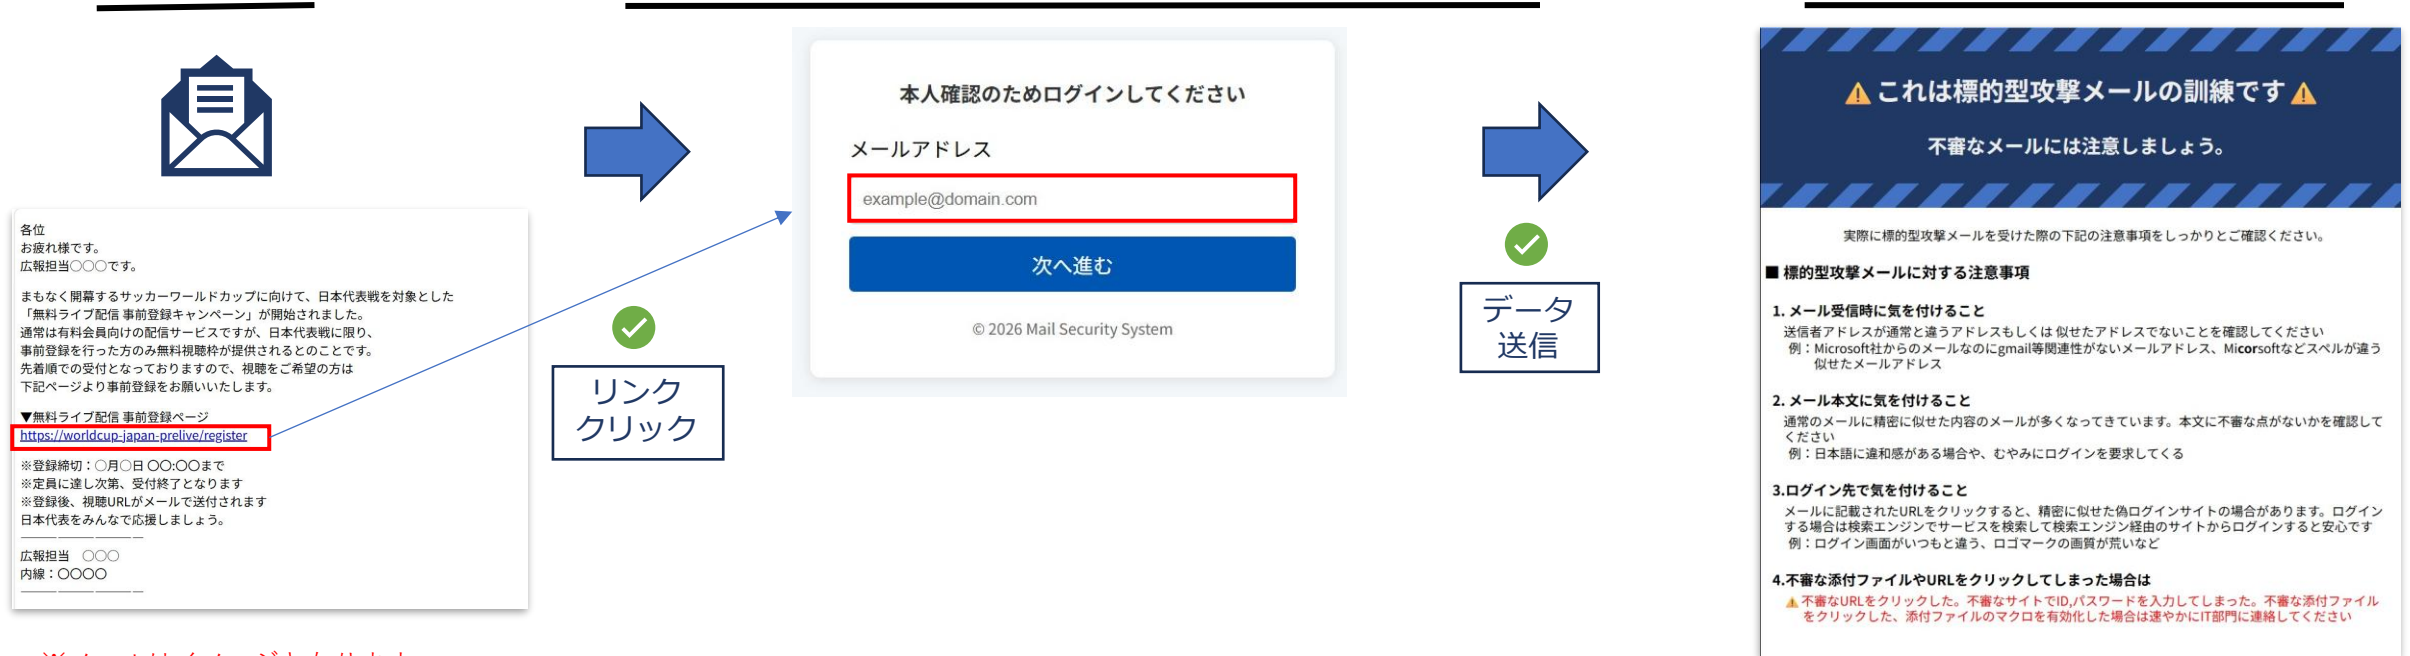 各位
お疲れ様です。
広報担当〇〇〇です。
まもなく開幕するサッカーワールドカップに向けて、日本代表戦を対象とした
「無料ライブ配信 事前登録キャンペーン」が開始されました。
通常は有料会員向けの配信サービスですが、日本代表戦に限り、
事前登録を行った方のみ無料視聴枠が提供されるとのことです。
先着順での受付となっておりますので、視聴をご希望の方は
下記ページより事前登録をお願いいたします。
▼無料ライブ配信 事前登録ページ
https://worldcup-japan-prelive/register
※登録締切：〇月〇日 〇〇:〇〇まで
※定員に達し次第、受付終了となります
※登録後、視聴URLがメールで送付されます
日本代表をみんなで応援しましょう。
———————————
広報担当　〇〇〇
内線：〇〇〇〇
———————————
リンク
クリック
本人確認のためログインしてください
メールアドレス
example@domain.com
次へ進む
© 2026 Mail Security System
データ
送信
⚠これは標的型攻撃メールの訓練です⚠
不審なメールには注意しましょう。
実際に標的型攻撃メールを受けた際の下記の注意事項をしっかりとご確認ください。
■ 標的型攻撃メールに対する注意事項
1. メール受信時に気を付けること
送信者アドレスが通常と違うアドレスもしくは 似せたアドレスでないことを確認してください
例：Microsoft社からのメールなのにgmail等関連性がないメールアドレス、Micorsoftなどスペルが違う
似せたメールアドレス
2. メール本文に気を付けること
通常のメールに精密に似せた内容のメールが多くなってきています。本文に不審な点がないかを確認して
ください
例：日本語に違和感がある場合や、むやみにログインを要求してくる
3.ログイン先で気を付けること
メールに記載されたURLをクリックすると、精密に似せた偽ログインサイトの場合があります。ログイン
する場合は検索エンジンでサービスを検索して検索エンジン経由のサイトからログインすると安心です
例：ログイン画面がいつもと違う、ロゴマークの画質が荒いなど
4.不審な添付ファイルやURLをクリックしてしまった場合は
⚠不審なURLをクリックした。不審なサイトでID,パスワードを入力してしまった。不審な添付ファイル
をクリックした、添付ファイルのマクロを有効化した場合は速やかにIT部門に連絡してください